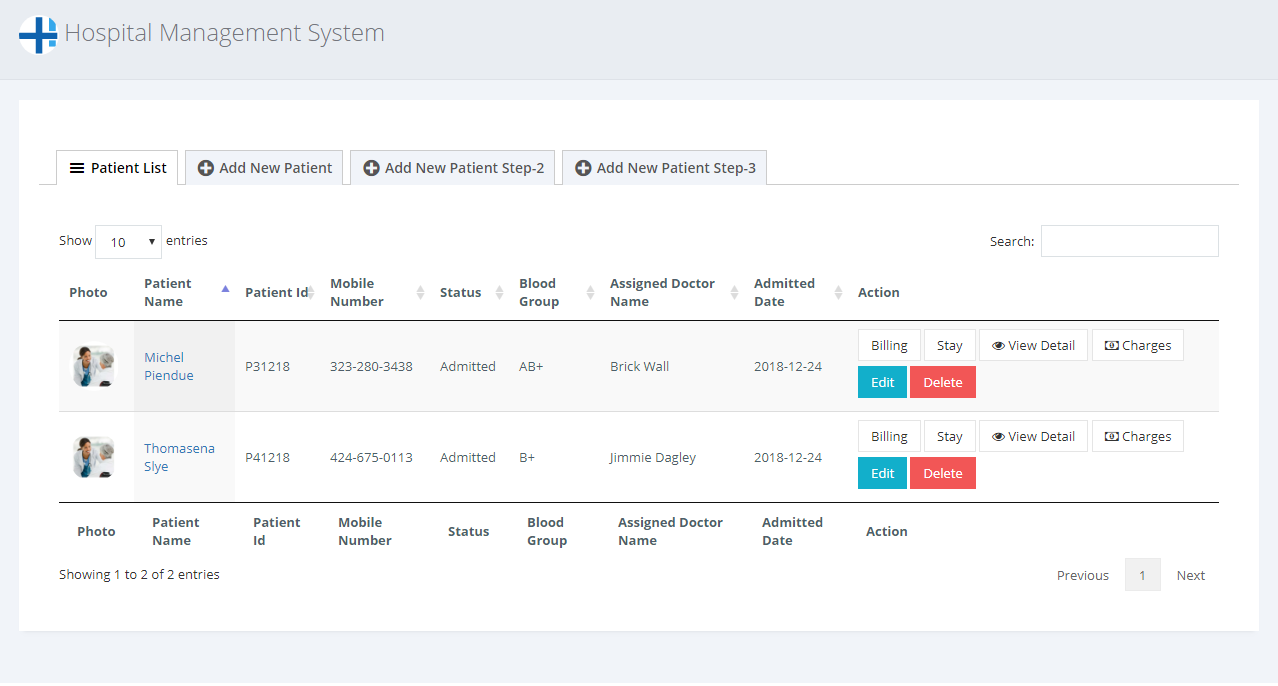 Hospital Management System
Patient List Add New Patient Add New Patient Step-2 Add New Patient Step-3
Show 10 entries Search:
Photo Patient Name Patient Id Mobile Number Status Blood Group Assigned Doctor Name Admitted Date Action
Michel Piendue P31218 323-280-3438 Admitted AB+ Brick Wall 2018-12-24 Billing Stay View Detail Charges
Edit Delete
Thomasena Slye P41218 424-675-0113 Admitted B+ Jimmie Dagley 2018-12-24 Billing Stay View Detail Charges
Edit Delete
Photo Patient Name Patient Id Mobile Number Status Blood Group Assigned Doctor Name Admitted Date Action
Showing 1 to 2 of 2 entries Previous 1 Next